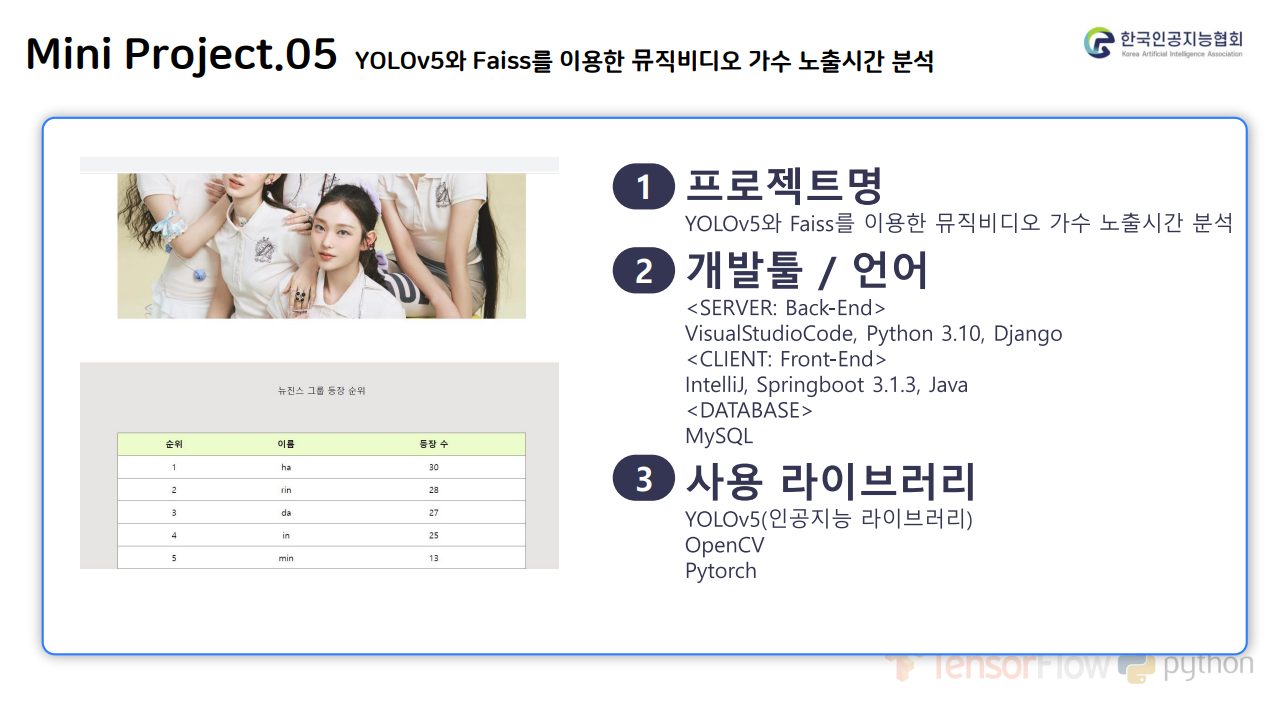 Mini Project.05 YOLOv5와 Faiss를 이용한 뮤직비디오 가수 노출시간 분석
한국인공지능협회
Korea Artificial Intelligence Association
뉴진스 그룹 등장 순위
순위 이름 등장 수
1 ha 30
2 rin 28
3 da 27
4 in 25
5 min 13
1 프로젝트명
YOLOv5와 Faiss를 이용한 뮤직비디오 가수 노출시간 분석
2 개발툴 / 언어
<SERVER: Back-End>
VisualStudioCode, Python 3.10, Django
<CLIENT: Front-End>
IntelliJ, Springboot 3.1.3, Java
<DATABASE>
MySQL
3 사용 라이브러리
YOLOv5(인공지능 라이브러리)
OpenCV
Pytorch
TensorFlow python